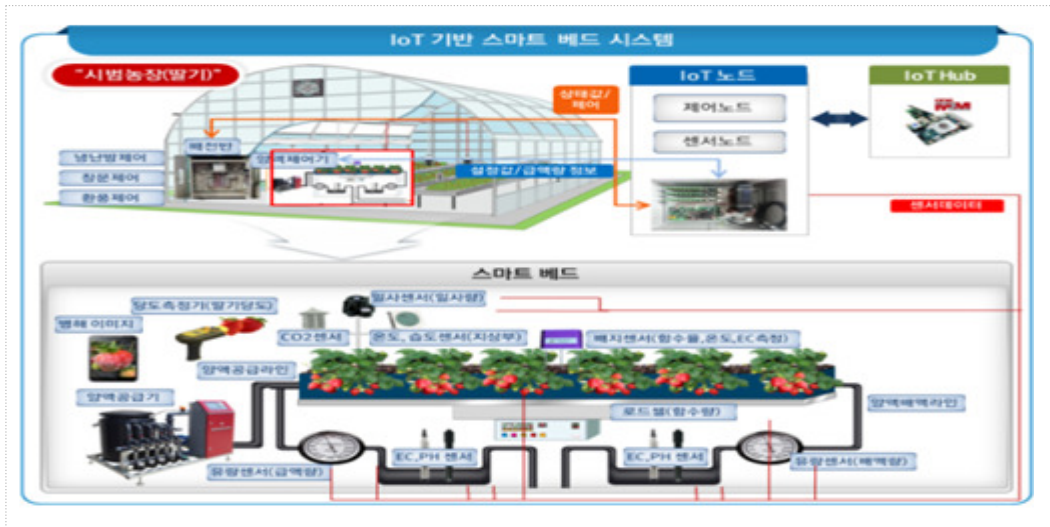 IoT 기반 스마트 베드 시스템
"시범농장(딸기)"
IoT 노드
IoT Hub
상태값/
제어
제어노드
센서노드
배전반
양액제어기
냉난방제어
창문제어
환풍제어
설정값/급액량 정보
센서데이터
스마트 베드
당도측정기(딸기당도)
일사센서(일사량)
병해 이미지
CO2센서
온도, 습도센서(지상부)
배지센서(함수율,온도,EC측정)
양액공급라인
양액공급기
로드셀(함수량)
양액배액라인
EC,PH 센서
EC,PH 센서
유량센서(급액량)
유량센서(배액량)